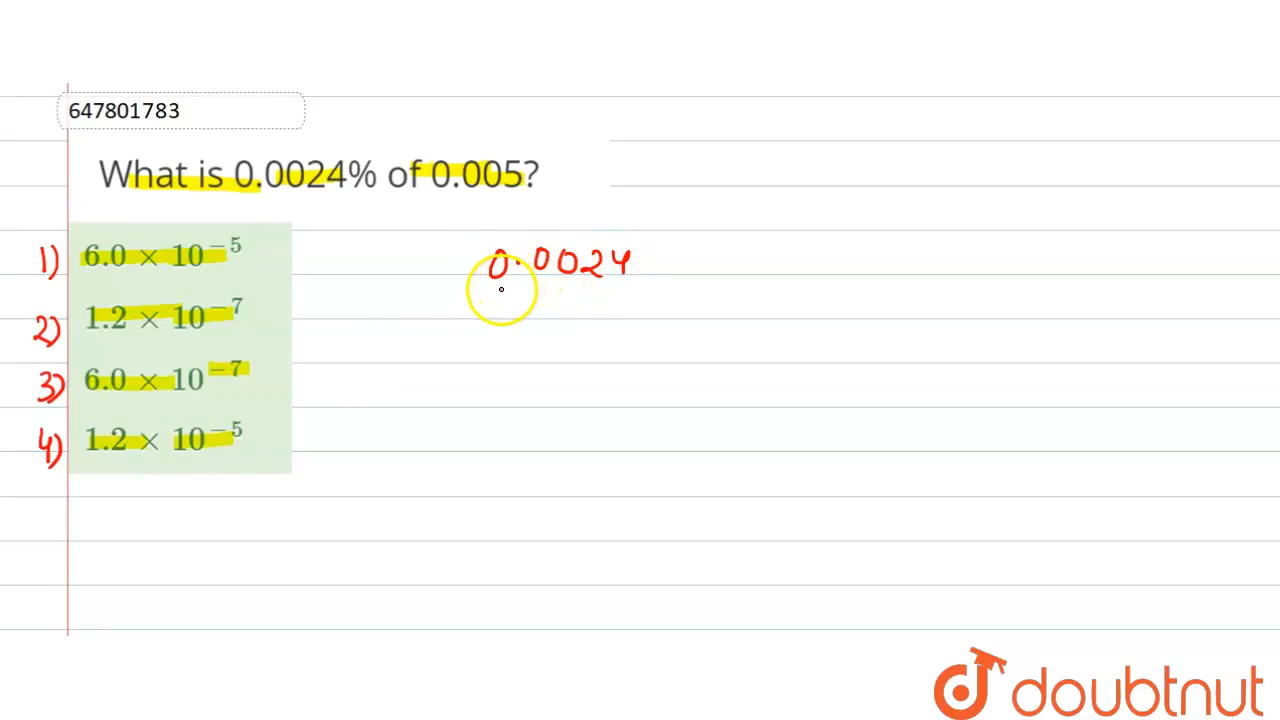 647801783
What is 0.0024% of 0.005?
1) 6.0 × 10⁻⁵
0.0024
2) 1.2 × 10⁻⁷
3) 6.0 × 10⁻⁷
4) 1.2 × 10⁻⁵
doubtnut